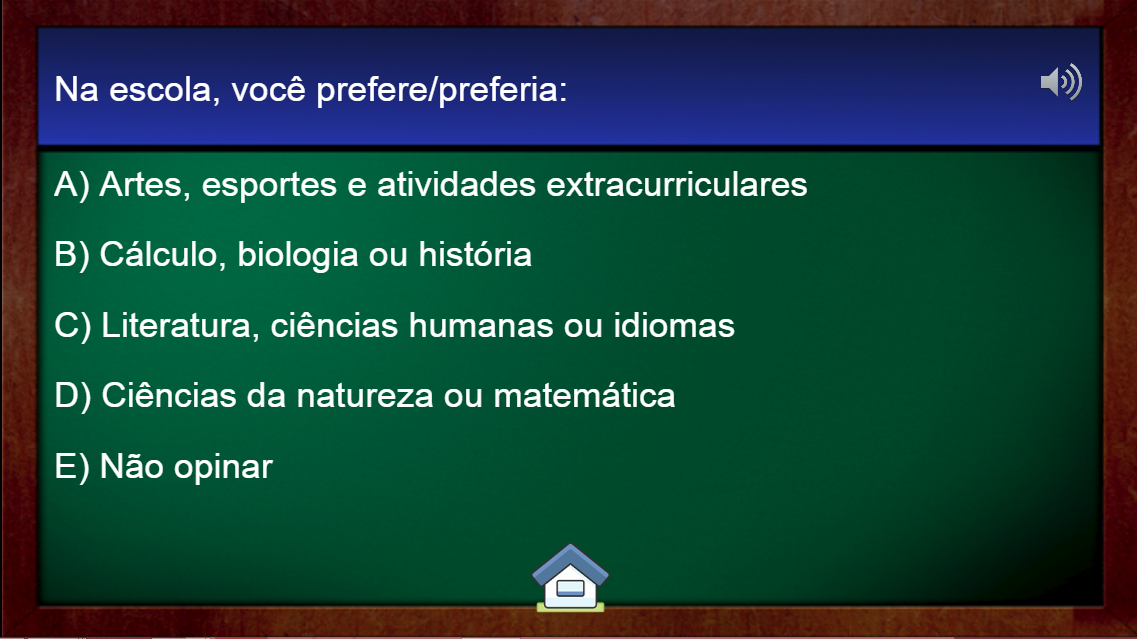 Na escola, você prefere/preferia:
A) Artes, esportes e atividades extracurriculares
B) Cálculo, biologia ou história
C) Literatura, ciências humanas ou idiomas
D) Ciências da natureza ou matemática
E) Não opinar